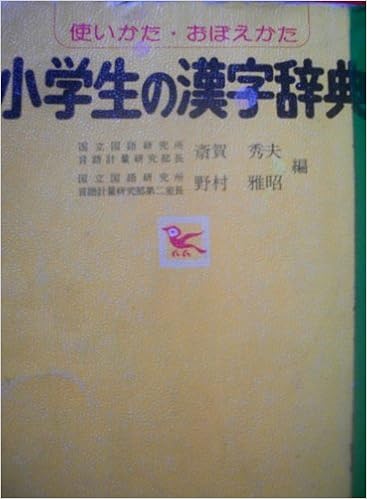 使いかた・おぼえかた
小学生の漢字辞典
国立国語研究所
言語計量研究部長
斎賀 秀夫
国立国語研究所
言語計量研究部第二室長
野村 雅昭
編